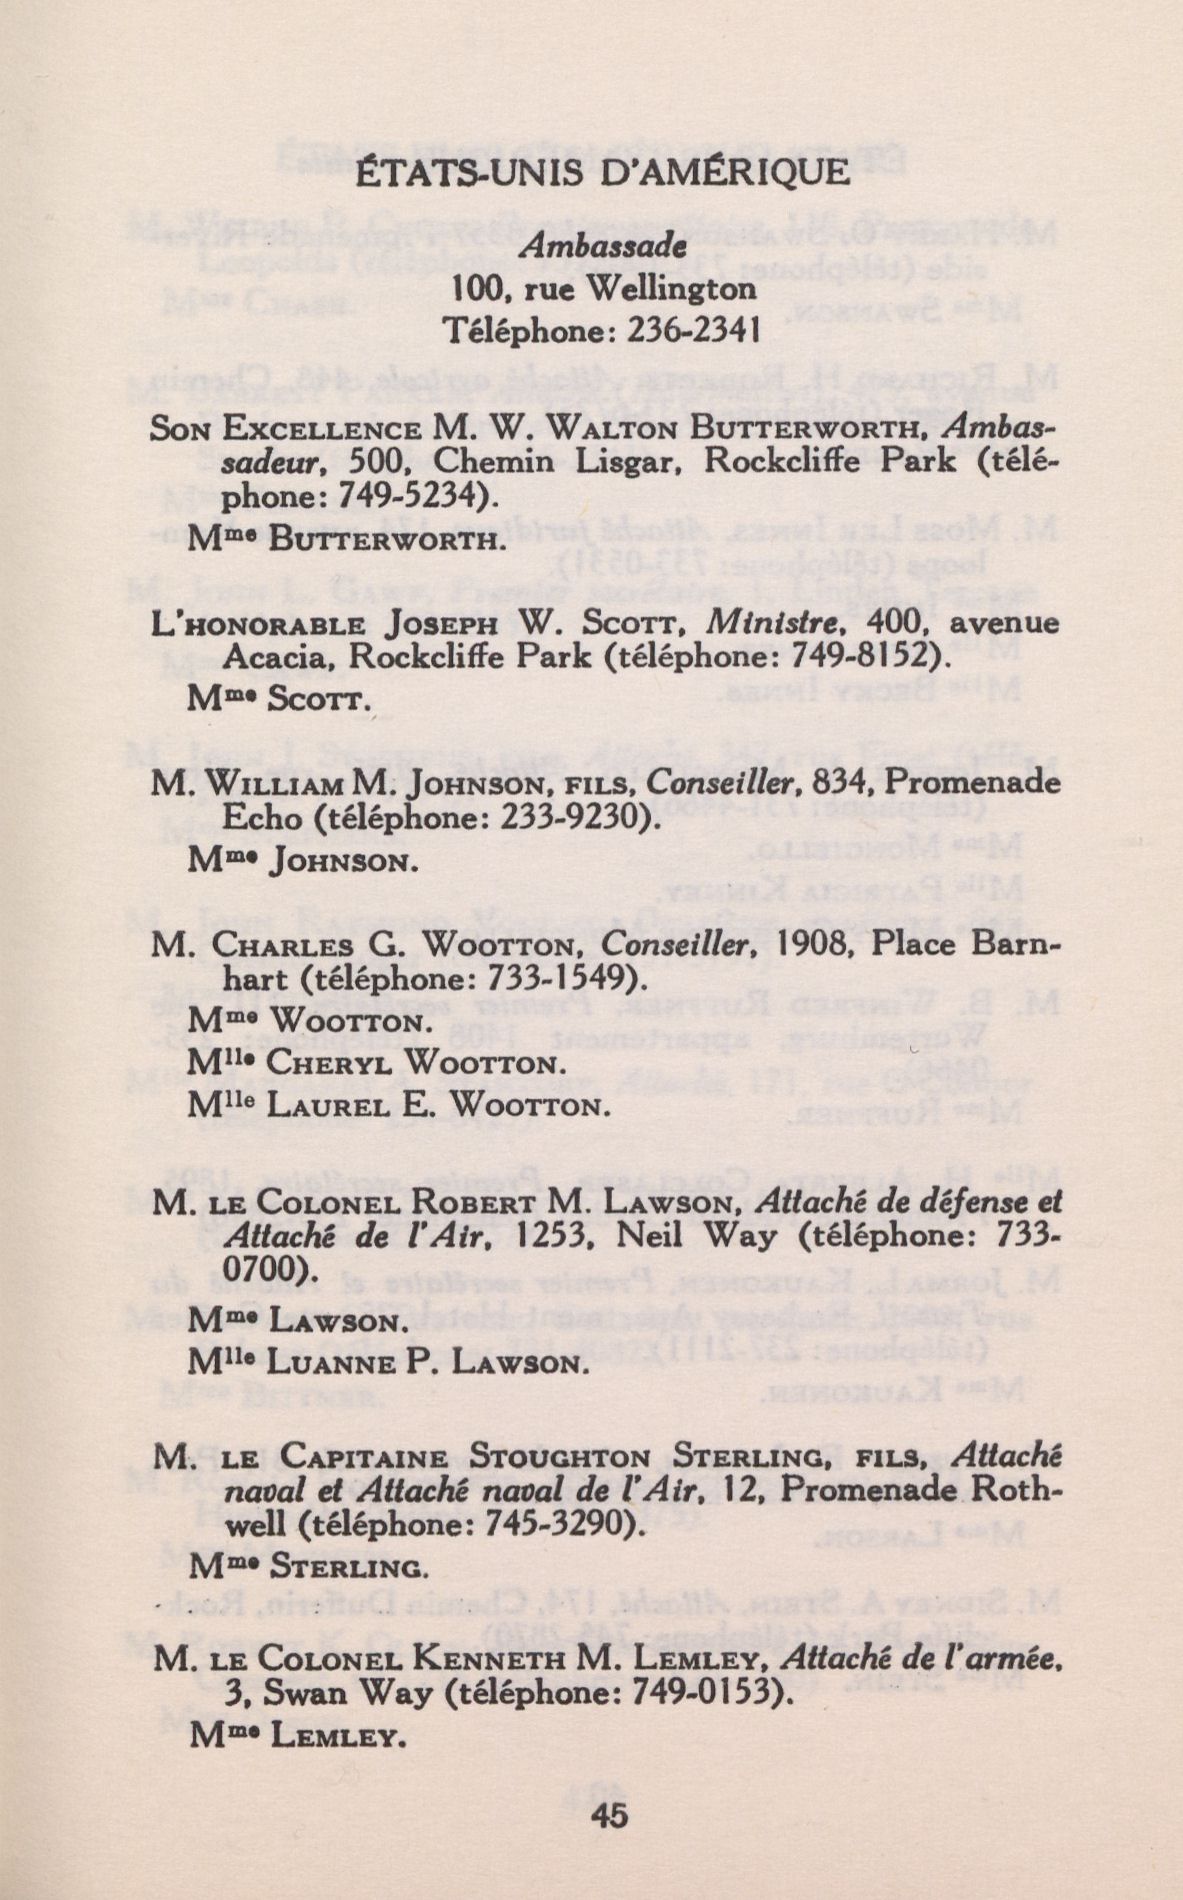 ÉTATS-UNIS D'AMÉRIQUE
Ambassade
100, rue Wellington
Téléphone: 236-2341
SON EXCELLENCE M. W. WALTON BUTTERWORTH, Ambas-
sadeur, 500, Chemin Lisgar, Rockcliffe Park (télé-
phone: 749-5234).
Mme BUTTERWORTH.
L'HONORABLE JOSEPH W. SCOTT, Ministre, 400, avenue
Acacia, Rockcliffe Park (téléphone: 749-8152).
Mme SCOTT.
M. WILLIAM M. JOHNSON, FILS, Conseiller, 834, Promenade
Echo (téléphone: 233-9230).
Mme JOHNSON.
M. CHARLES G. WOOTTON, Conseiller, 1908, Place Barn-
hart (téléphone: 733-1549).
Mme WOOTTON.
Mlle CHERYL WOOTTON.
Mlle LAUREL E. WOOTTON.
M. LE COLONEL ROBERT M. LAWSON, Attaché de défense et
Attaché de l'Air, 1253, Neil Way (téléphone: 733-
0700).
Mme LAWSON.
Mlle LUANNE P. LAWSON.
M. LE CAPITAINE STOUGHTON STERLING, FILS, Attaché
naval et Attaché naval de l'Air, 12, Promenade Roth-
well (téléphone: 745-3290).
Mme STERLING.
M. LE COLONEL KENNETH M. LEMLEY, Attaché de l'armée,
3, Swan Way (téléphone: 749-0153).
Mme LEMLEY.
45